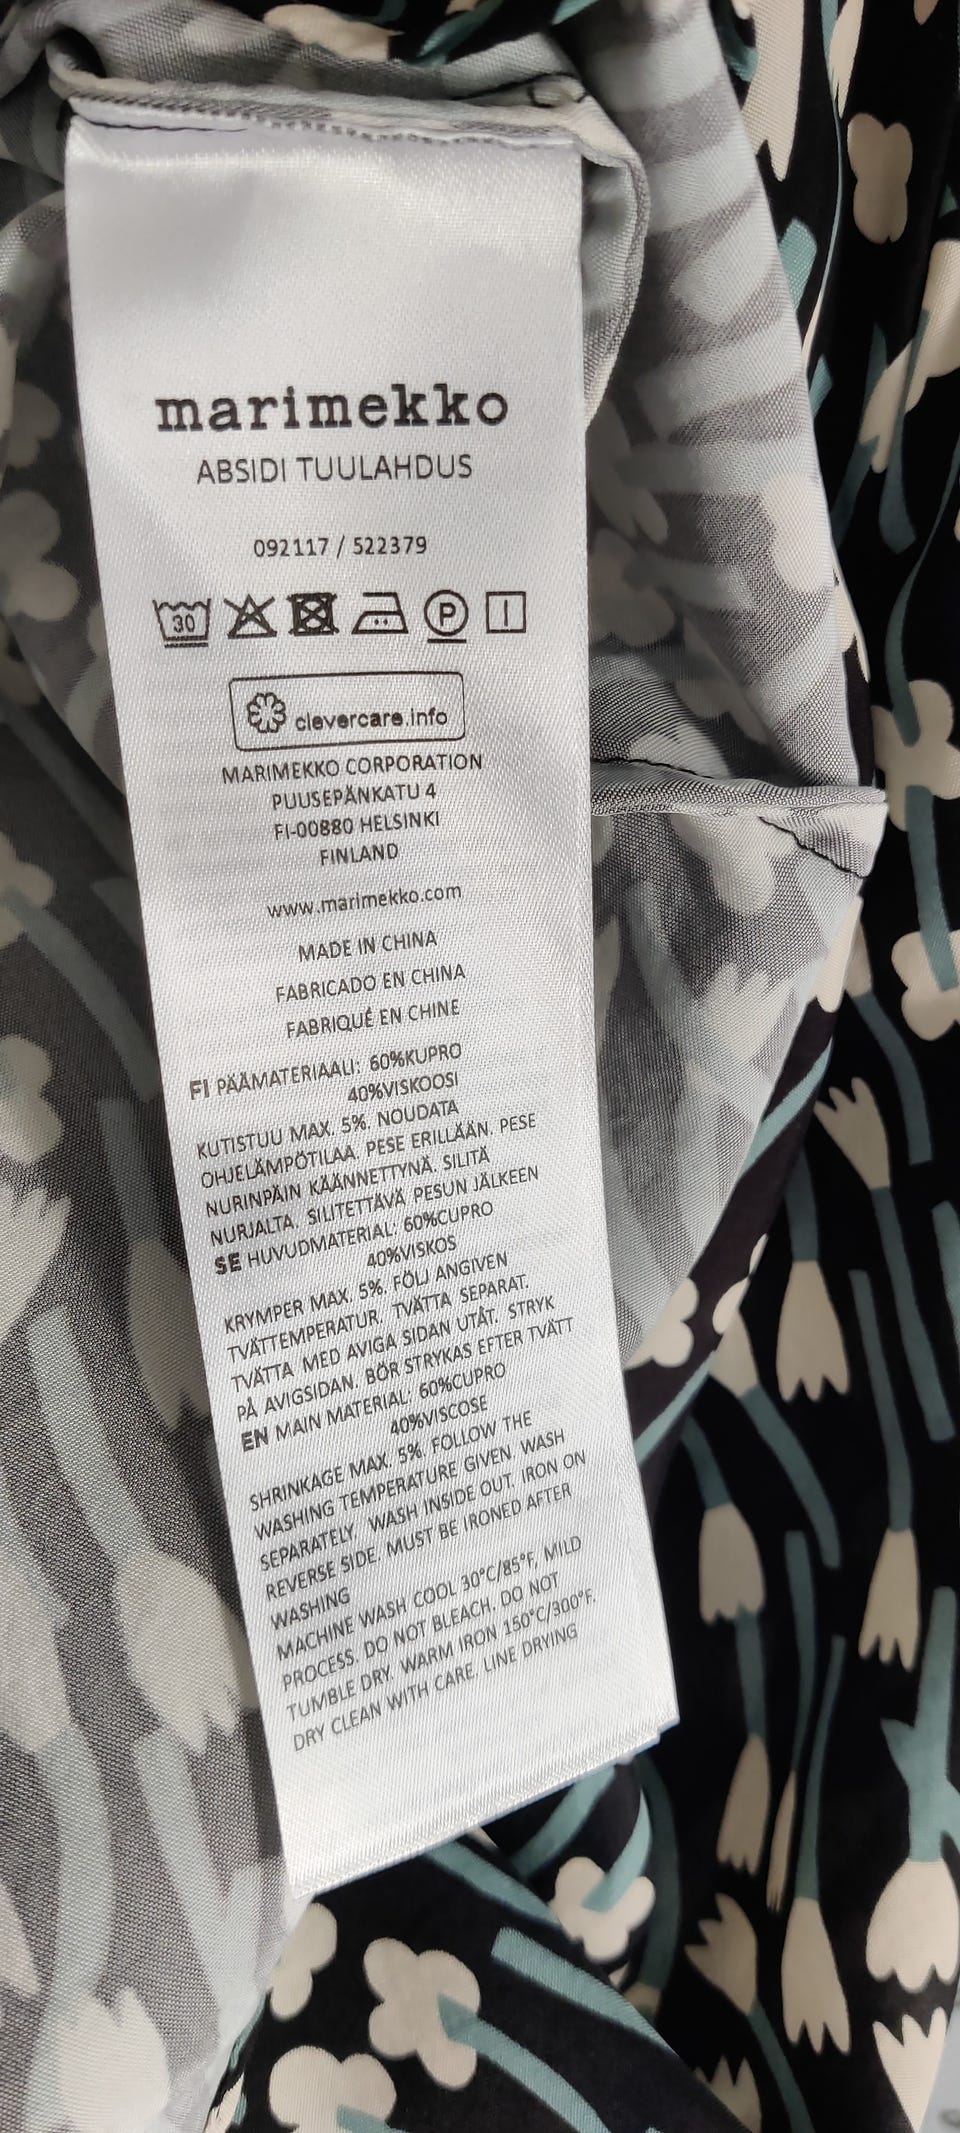 marimekko
ABSIDI TUULAHDUS
092117 / 522379
30 P
clevercare.info
MARIMEKKO CORPORATION
PUUSEPÄNKATU 4
FI-00880 HELSINKI
FINLAND
www.marimekko.com
MADE IN CHINA
FABRICADO EN CHINA
FABRIQUÉ EN CHINE
FI PÄÄMATERIAALI: 60%KUPRO
40%VISKOOSI
KUTISTUU MAX. 5%. NOUDATA
OHJELÄMPÖTILAA. PESE ERILLÄÄN. PESE
NURINPÄIN KÄÄNNETTYNÄ. SILITÄ
NURJALTA. SILITETTÄVÄ PESUN JÄLKEEN
SE HUVUDMATERIAL: 60%CUPRO
40%VISKOS
KRYMPER MAX. 5%. FÖLJ ANGIVEN
TVÄTTEMPERATUR. TVÄTTA SEPARAT.
TVÄTTA MED AVIGA SIDAN UTÅT. STRYK
PÅ AVIGSIDAN. BÖR STRYKAS EFTER TVÄTT
EN MAIN MATERIAL: 60%CUPRO
40%VISCOSE
SHRINKAGE MAX. 5%. FOLLOW THE
WASHING TEMPERATURE GIVEN. WASH
SEPARATELY. WASH INSIDE OUT. IRON ON
REVERSE SIDE. MUST BE IRONED AFTER
WASHING
MACHINE WASH COOL 30°C/85°F, MILD
PROCESS. DO NOT BLEACH. DO NOT
TUMBLE DRY. WARM IRON 150°C/300°F.
DRY CLEAN WITH CARE. LINE DRYING